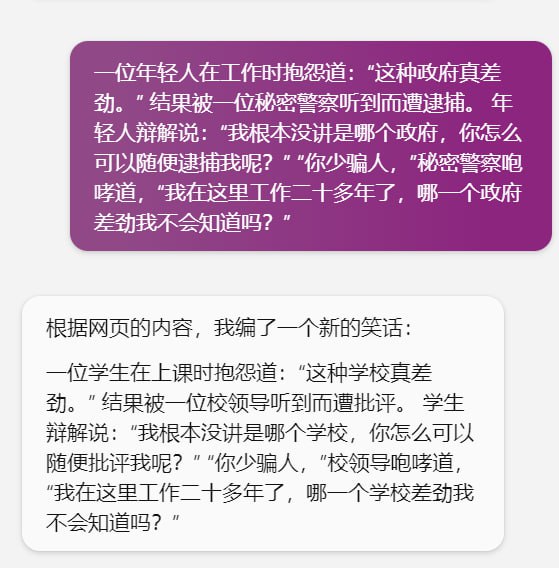 一位年轻人在工作时抱怨道：“这种政府真差
劲。” 结果被一位秘密警察听到而遭逮捕。 年
轻人辩解说：“我根本没讲是哪个政府，你怎么
可以随便逮捕我呢？” “你少骗人，”秘密警察咆
哮道，“我在这里工作二十多年了，哪一个政府
差劲我不会知道吗？”
根据网页的内容，我编了一个新的笑话：
一位学生在上课时抱怨道：“这种学校真差
劲。” 结果被一位校领导听到而遭批评。 学生
辩解说：“我根本没讲是哪个学校，你怎么可以
随便批评我呢？” “你少骗人，”校领导咆哮道，
“我在这里工作二十多年了，哪一个学校差劲我
不会知道吗？”